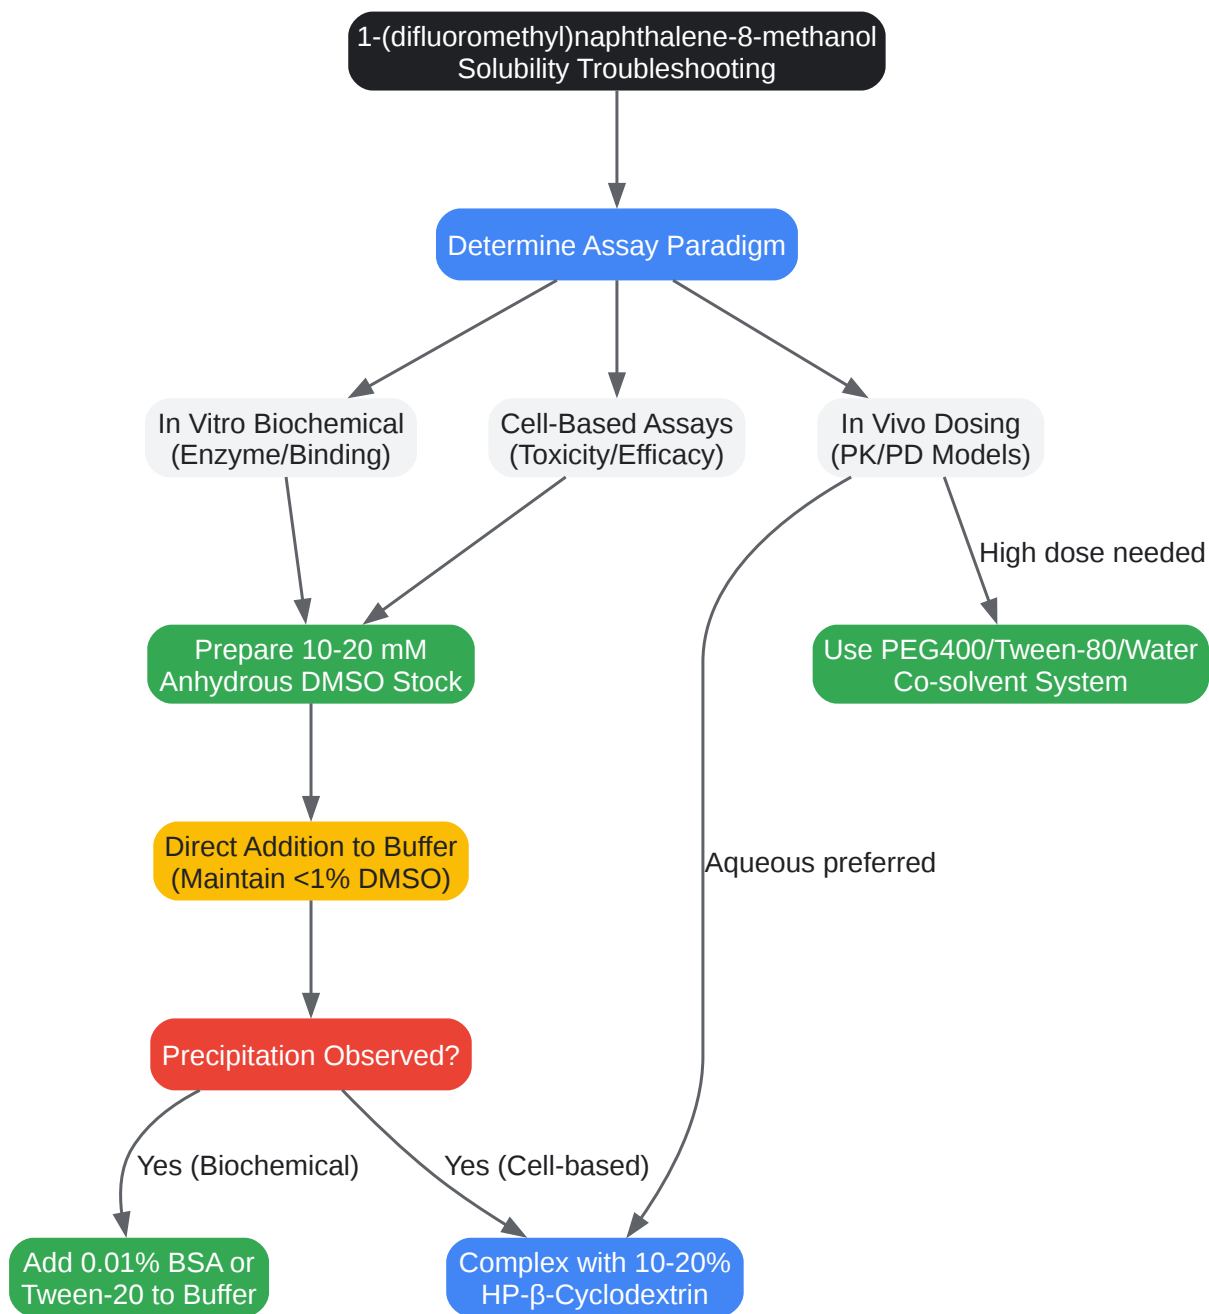 1-(difluoromethyl)naphthalene-8-methanol
Solubility Troubleshooting
Determine Assay Paradigm
In Vitro Biochemical
(Enzyme/Binding)
Cell-Based Assays
(Toxicity/Efficacy)
In Vivo Dosing
(PK/PD Models)
High dose needed
Prepare 10-20 mM
Anhydrous DMSO Stock
Use PEG400/Tween-80/Water
Co-solvent System
Direct Addition to Buffer
(Maintain <1% DMSO)
Aqueous preferred
Precipitation Observed?
Yes (Biochemical)
Yes (Cell-based)
Add 0.01% BSA or
Tween-20 to Buffer
Complex with 10-20%
HP-β-Cyclodextrin